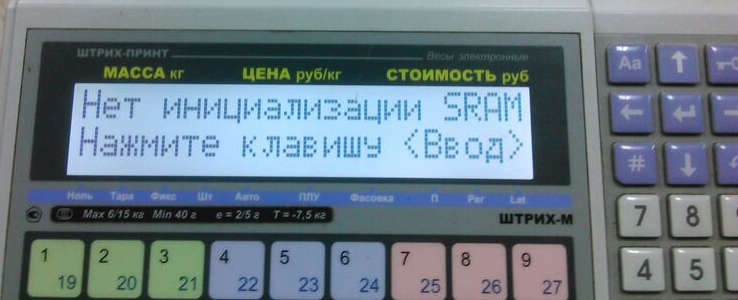 ШТРИХ-ПРИНТ Весы электронные
МАССА кг ЦЕНА руб/кг СТОИМОСТЬ руб
Нет инициализации SRAM
Нажмите клавишу <Ввод>
Ноль Тара Фикс Шт Авто ПЛУ Фасовка П Рег Lat
Max 6/15 кг Min 40 г e = 2/5 г T = -7,5 кг
ШТРИХ-М
1 2 3 4 5 6 7 8 9
19 20 21 22 23 24 25 26 27
Aa ↑
← ↵
# ↓
7 8
4 5